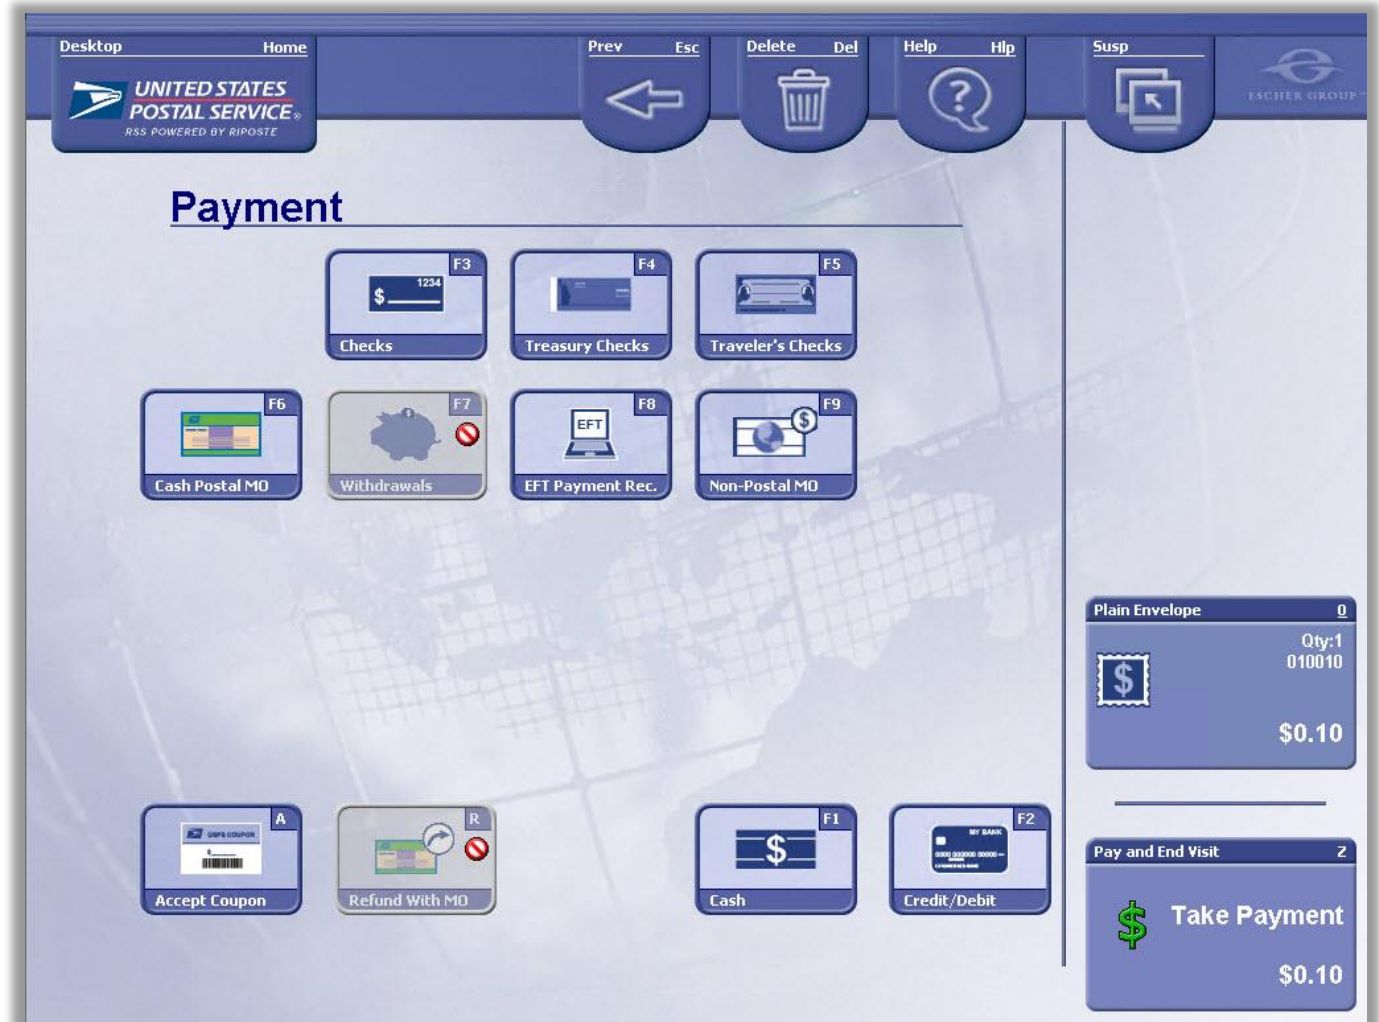 Desktop Home
Prev Esc
Delete Del
Help Hlp
Susp
UNITED STATES
POSTAL SERVICE®
RSS POWERED BY RIPOSTE
ESCHER GROUP
Payment
F3
1234
$
Checks
F4
Treasury Checks
F5
Traveler's Checks
F6
Cash Postal MO
F7
Withdrawals
F8
EFT
EFT Payment Rec.
F9
$
Non-Postal MO
Plain Envelope 0
Qty:1
010010
$
$0.10
A
USPS COUPON
$
Accept Coupon
R
Refund With MO
F1
$
Cash
F2
MY BANK
Credit/Debit
Pay and End Visit Z
$ Take Payment
$0.10